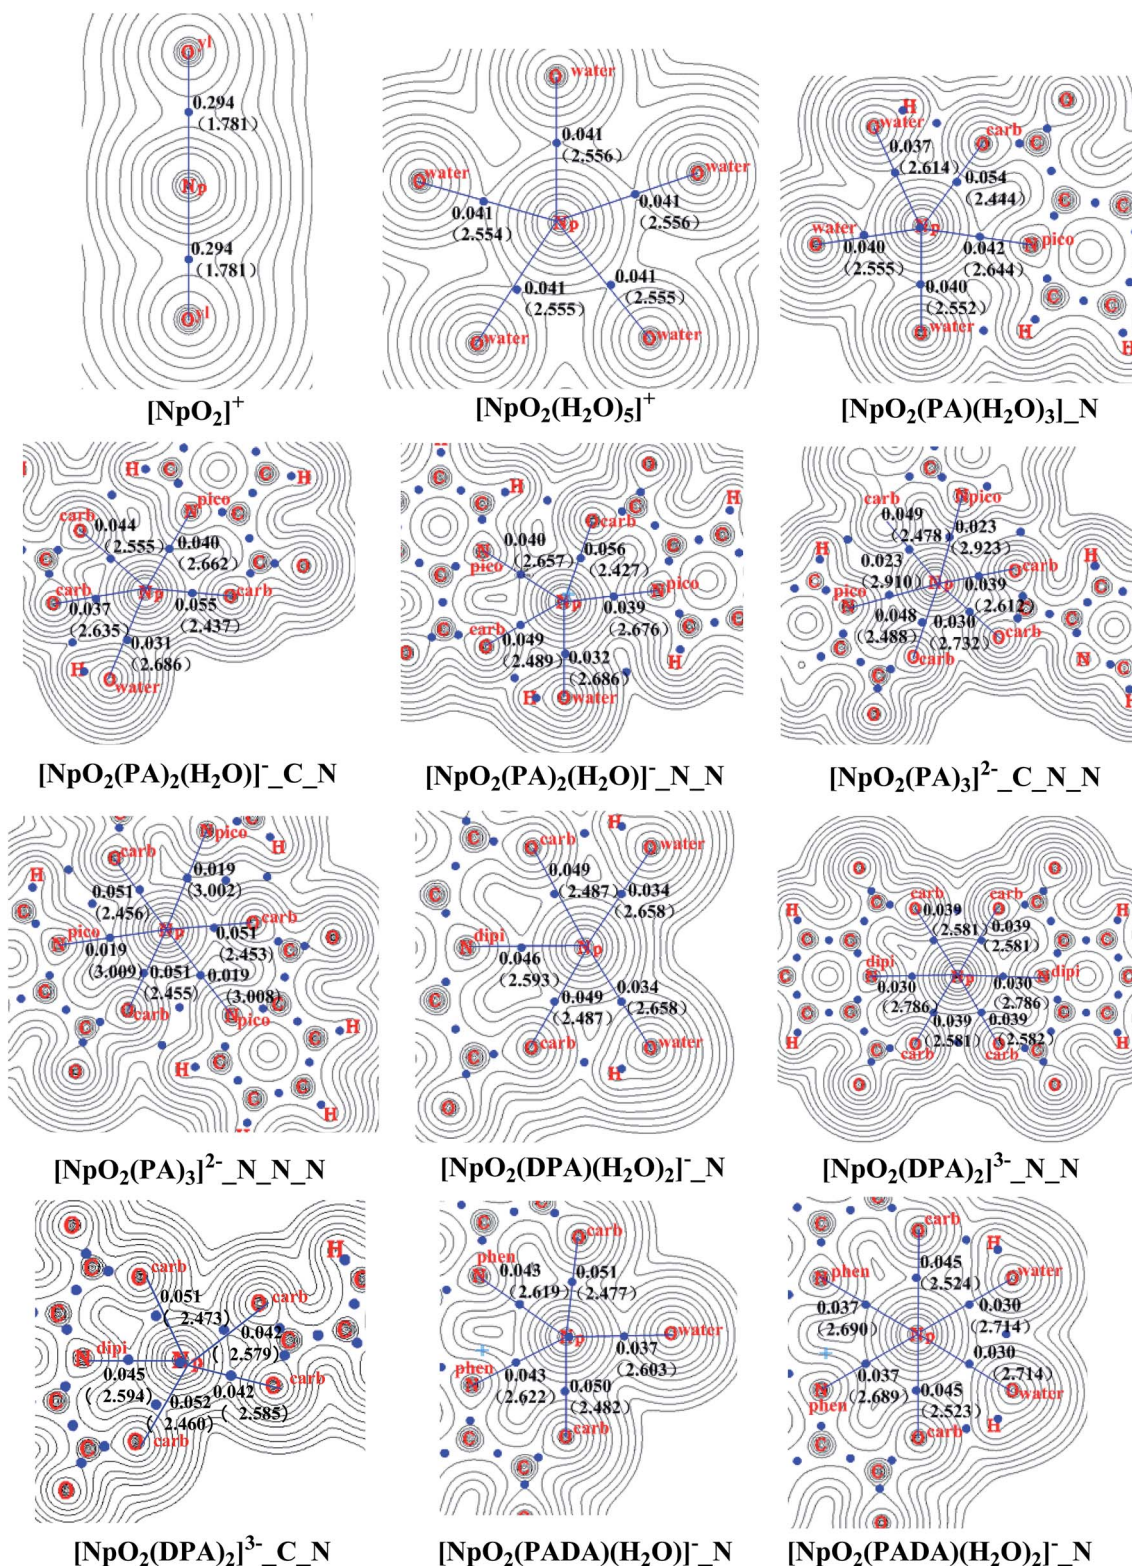 O yl
0.294
(1.781)
Np
0.294
(1.781)
O yl
[NpO2]+
O water
0.041
(2.556)
O water
O water
0.041
(2.554)
0.041
(2.556)
Np
0.041
(2.555)
0.041
(2.555)
O water
O water
[NpO2(H2O)5]+
H
O
O water
carb
O
C
0.037
(2.614)
0.054
(2.444)
C
C
water
O
Np
N pico
0.040
(2.555)
0.042
(2.644)
0.040
(2.552)
C
C
O water
H
H
[NpO2(PA)(H2O)3]_N
H
C
C
H
pico
N
C
carb
O
0.044
(2.555)
0.040
(2.662)
C
C
C
O
carb
O
Np
O carb
0.037
(2.635)
0.055
(2.437)
0.031
(2.686)
H
O water
[NpO2(PA)2(H2O)]-_C_N
C
O
C
H
C
C
H
O carb
N
pico
0.040
(2.657)
0.056
(2.427)
C
C
N pico
Np
0.039
(2.676)
carb
O
0.049
(2.489)
0.032
(2.686)
H
H
O water
[NpO2(PA)2(H2O)]-_N_N
C
C
carb
O
N pico
0.049
(2.478)
0.023
(2.923)
H
C
0.023
(2.910)
Np
O carb
0.039
(2.612)
pico
N
0.048
(2.488)
0.030
(2.732)
O carb
O carb
H
C
C
N
C
H
O
[NpO2(PA)3]2-_C_N_N
C
C
N pico
H
carb
O
H
C
0.019
(3.002)
0.051
(2.456)
O carb
pico
N
Np
0.051
(2.453)
C
O
0.019
(3.009)
0.051
(2.455)
0.019
(3.008)
C
O
carb
N pico
C
C
H
O
H
C
C
C
H
H
[NpO2(PA)3]2-_N_N_N
C
O carb
H
O water
0.049
(2.487)
0.034
(2.658)
C
dipi
N
Np
0.046
(2.593)
0.049
(2.487)
0.034
(2.658)
C
O carb
O water
H
O
[NpO2(DPA)(H2O)2]-_N
O
O
C
C
carb
O
carb
O
H
H
0.039
(2.581)
0.039
(2.581)
C
C
C
C
dipi
N
Np
N dipi
C
C
0.030
(2.786)
0.030
(2.786)
0.039
(2.581)
0.039
(2.582)
C
C
H
H
O
carb
O
carb
O
O
[NpO2(DPA)2]3-_N_N
O
H
C
carb
O
0.051
(2.473)
O carb
C
C
0.042
(2.579)
C
dipi
N
Np
0.045
(2.594)
0.052
(2.460)
0.042
(2.585)
O carb
O
carb
C
O
[NpO2(DPA)2]3-_C_N
C
O carb
phen
N
0.043
(2.619)
0.051
(2.477)
Np
O water
0.037
(2.603)
phen
N
0.043
(2.622)
0.050
(2.482)
O
carb
C
[NpO2(PADA)(H2O)]-_N
C
O
carb
H
N phen
0.045
(2.524)
O water
0.037
(2.690)
0.030
(2.714)
Np
0.037
(2.689)
0.030
(2.714)
0.045
(2.523)
N
phen
O
water
H
O
carb
C
C
O
[NpO2(PADA)(H2O)2]-_N